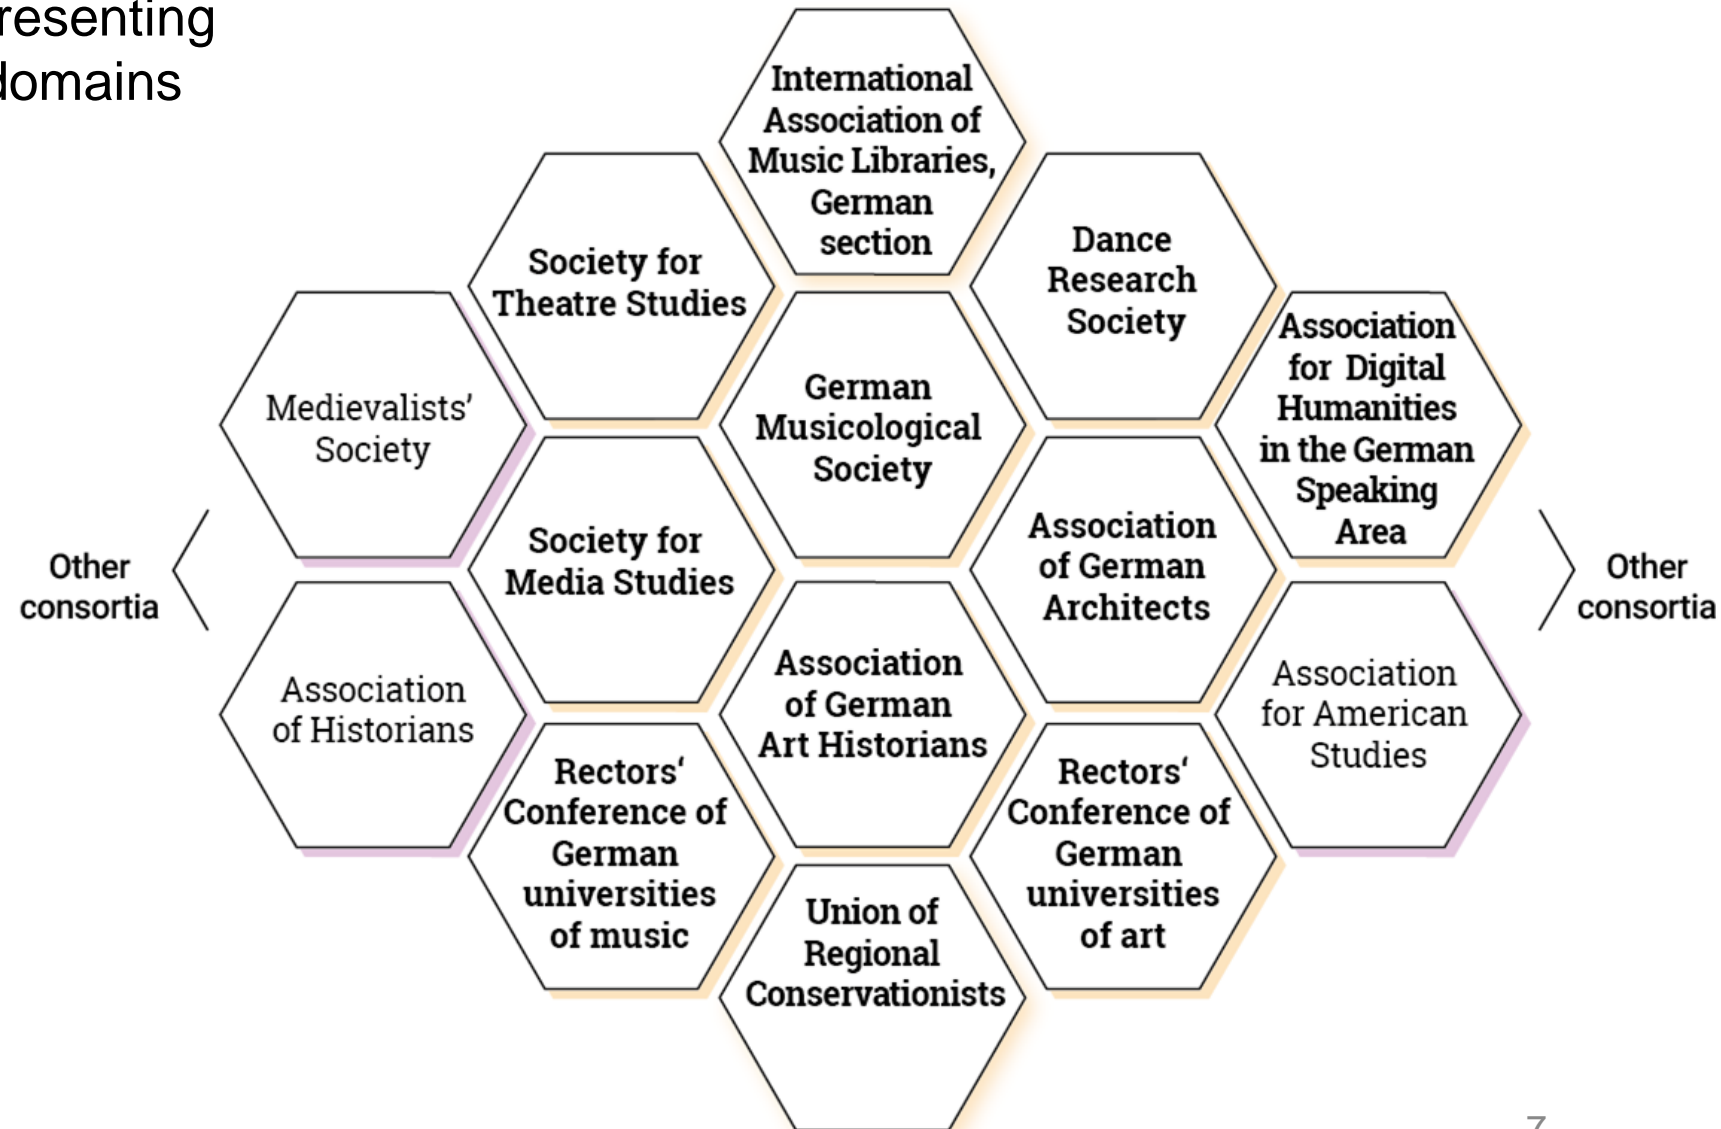 resenting
domains
International
Association of
Music Libraries,
German
section
Society for
Theatre Studies
Dance
Research
Society
Medievalists’
Society
German
Musicological
Society
Association
for Digital
Humanities
in the German
Speaking
Area
Other
consortia
Society for
Media Studies
Association
of German
Architects
Other
consortia
Association
of Historians
Association
of German
Art Historians
Association
for American
Studies
Rectors‘
Conference of
German
universities
of music
Rectors‘
Conference of
German
universities
of art
Union of
Regional
Conservationists
7